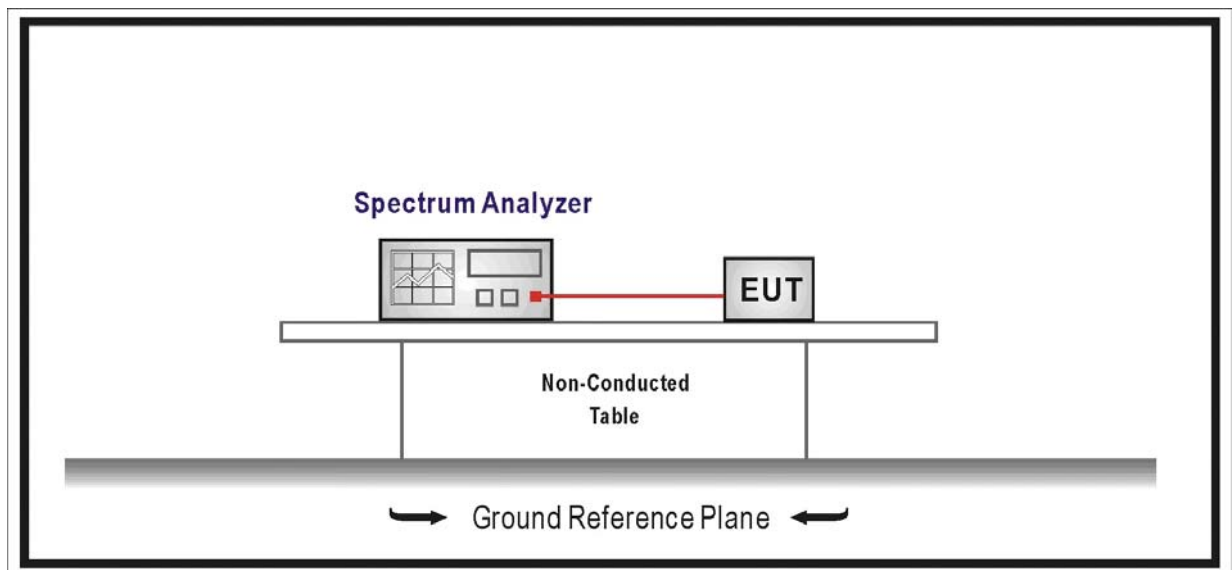 Spectrum Analyzer
EUT
Non-Conducted
Table
Ground Reference Plane